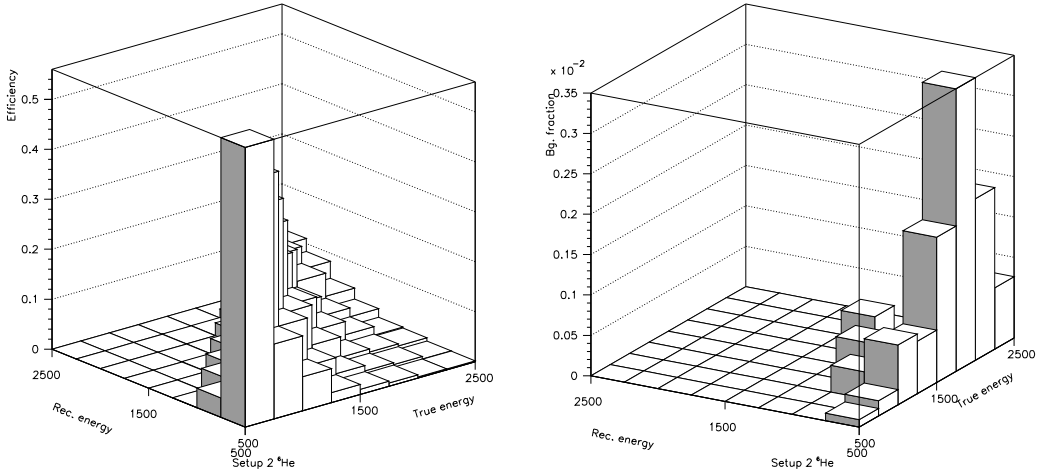 Efficiency
0.5
0.4
0.3
0.2
0.1
0
2500
Rec. energy
1500
500
500
Setup 2 ⁶He
1500
True energy
2500
x 10⁻²
Bg. fraction
0.35
0.3
0.25
0.2
0.15
0.1
0.05
0
2500
Rec. energy
1500
500
500
Setup 2 ⁶He
1500
True energy
2500